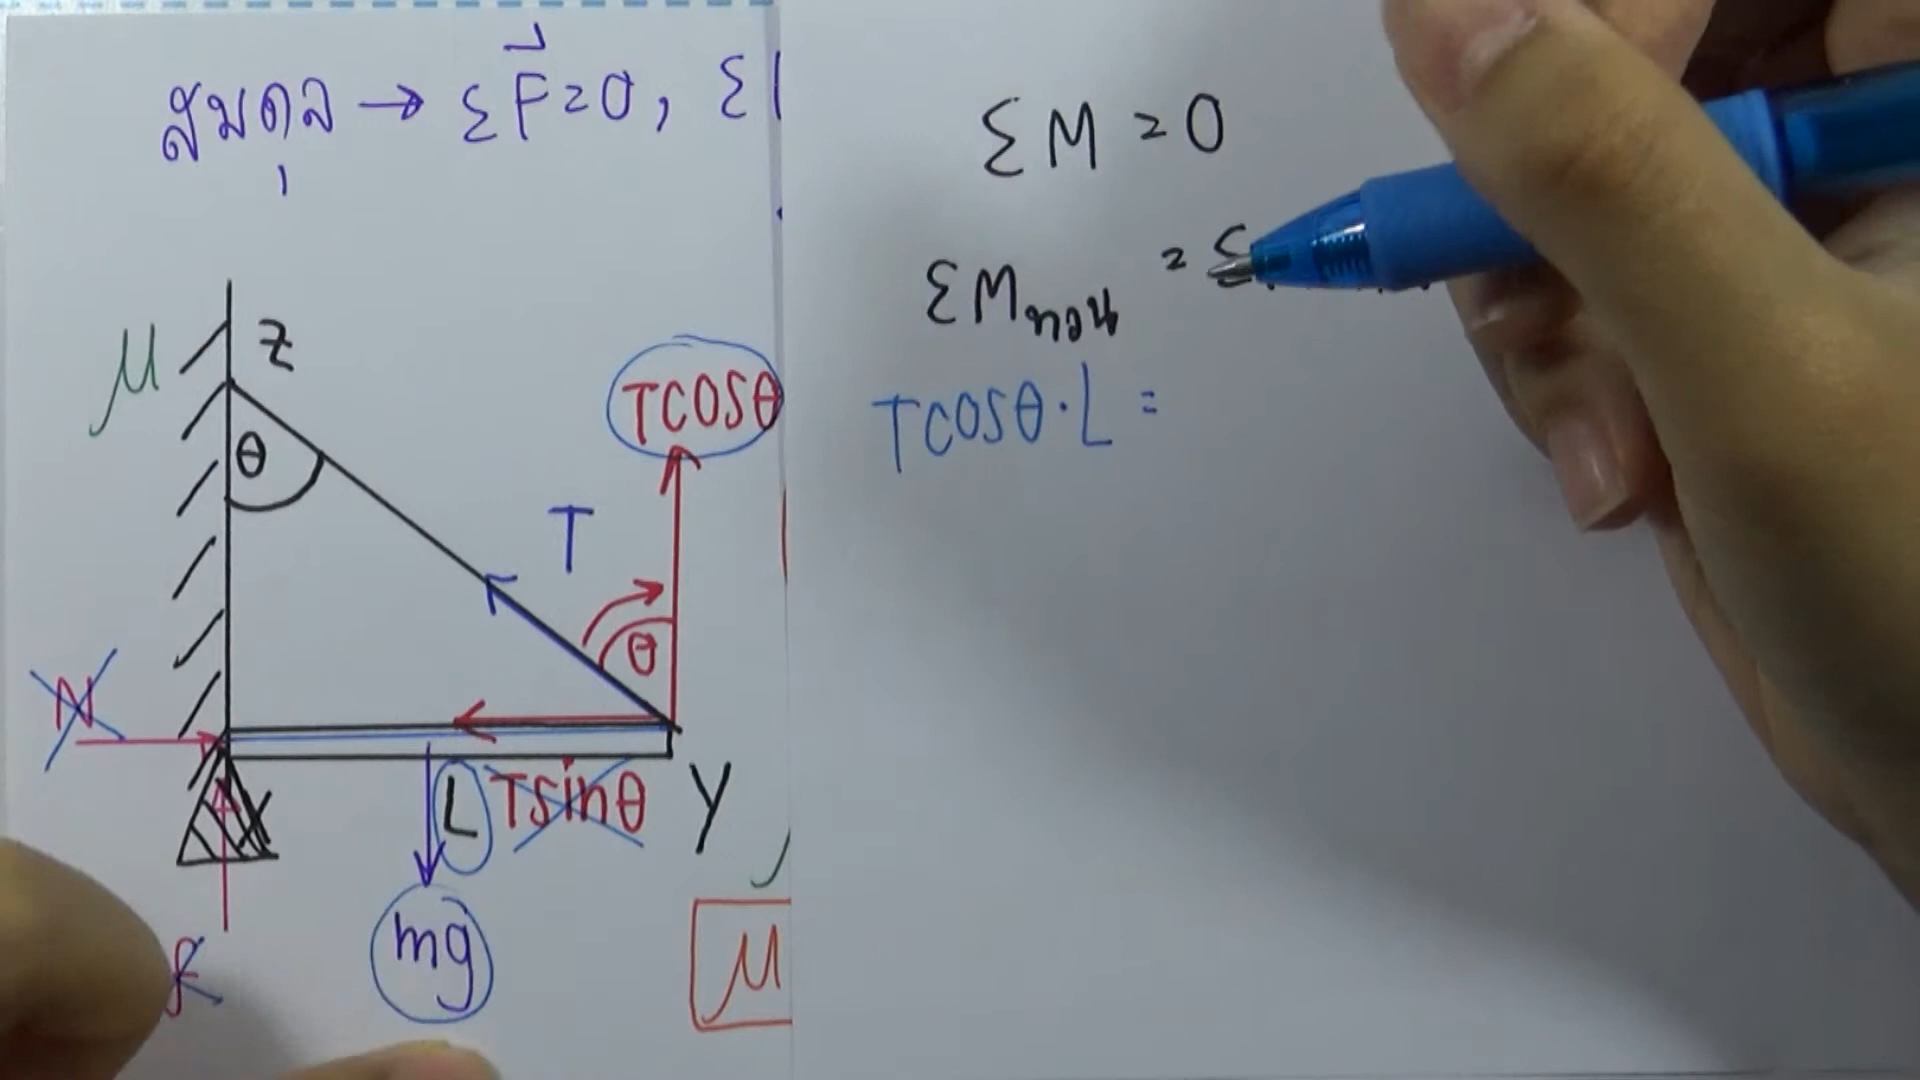 สมดุล → ΣF⃗=0, Σ
μ
Z
θ
Tcosθ
T
θ
N
X
L
Tsinθ
Y
mg
f
μ
ΣM = 0
ΣMทวน = Σ
Tcosθ·L =